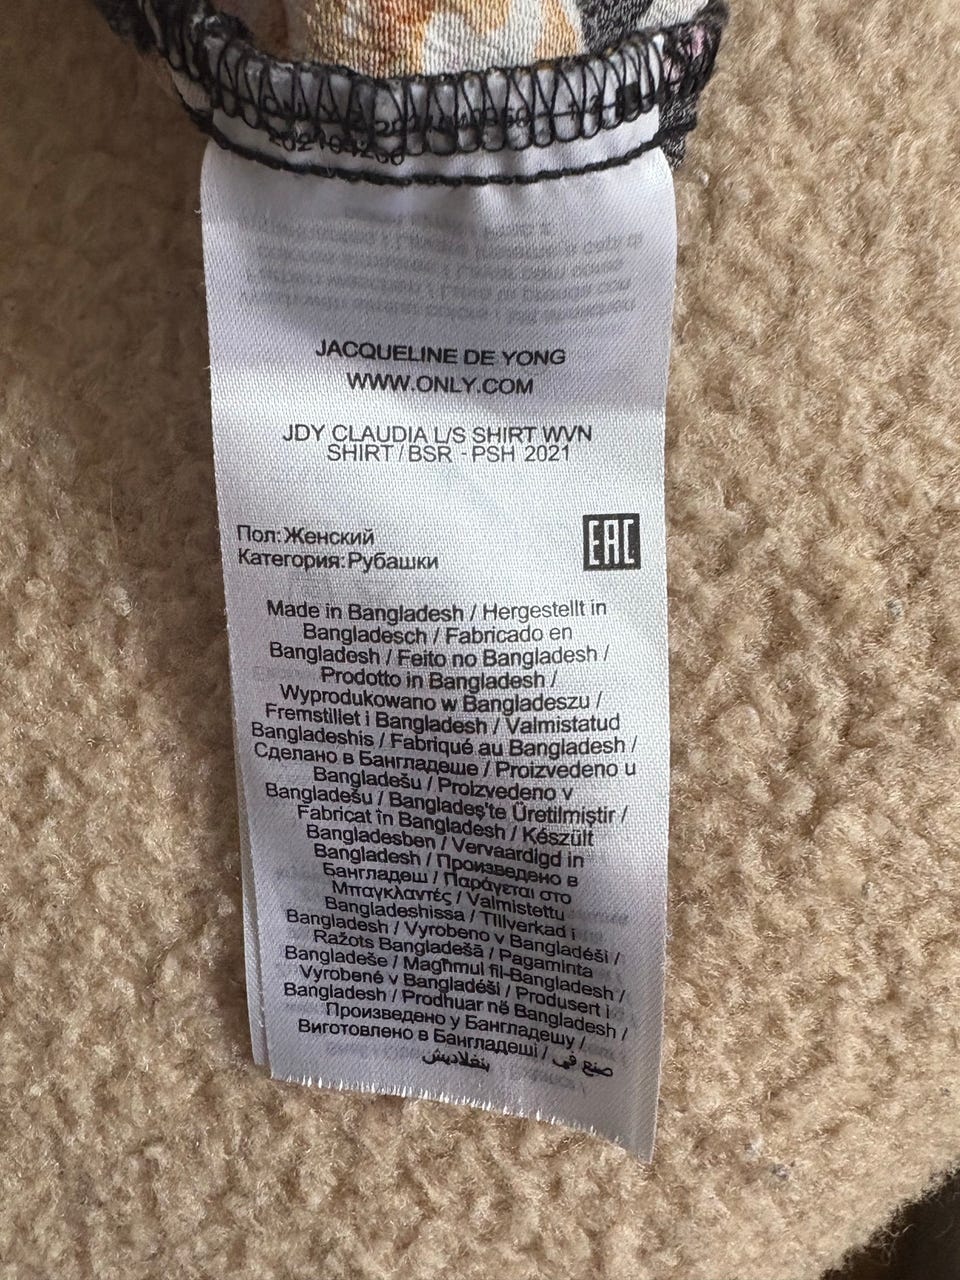 JACQUELINE DE YONG
WWW.ONLY.COM
JDY CLAUDIA L/S SHIRT WVN
SHIRT / BSR - PSH 2021
Пол: Женский
Категория: Рубашки
EAC
Made in Bangladesh / Hergestellt in
Bangladesch / Fabricado en
Bangladesh / Feito no Bangladesh /
Prodotto in Bangladesh /
Wyprodukowano w Bangladeszu /
Fremstillet i Bangladesh / Valmistatud
Bangladeshis / Fabriqué au Bangladesh /
Сделано в Бангладеше / Proizvedeno u
Bangladešu / Proizvedeno v
Bangladešu / Bangladeş'te Üretilmiştir /
Fabricat în Bangladesh / Készült
Bangladesben / Vervaardigd in
Bangladesh / Произведено в
Бангладеш / Παράγεται στο
Μπαγκλαντές / Valmistettu
Bangladeshissa / Tillverkad i
Bangladesh / Vyrobeno v Bangladéši /
Ražots Bangladešā / Pagaminta
Bangladeše / Magħmul fil-Bangladesh /
Vyrobené v Bangladéši / Produsert i
Bangladesh / Prodhuar në Bangladesh /
Произведено у Бангладешу /
Виготовлено в Бангладеші / صنع في
بنغلاديش